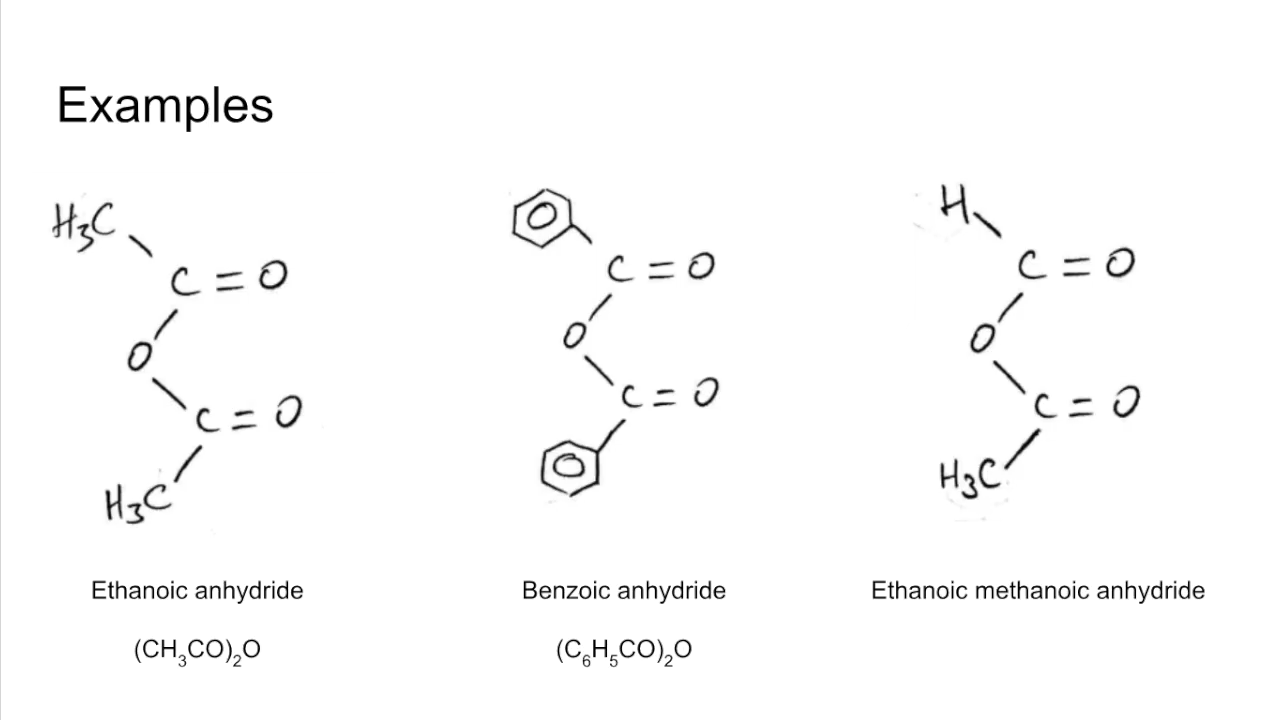 Examples
H₃C
C = O
O
C = O
H₃C
C = O
O
C = O
H
C = O
O
C = O
H₃C
Ethanoic anhydride
(CH₃CO)₂O
Benzoic anhydride
(C₆H₅CO)₂O
Ethanoic methanoic anhydride